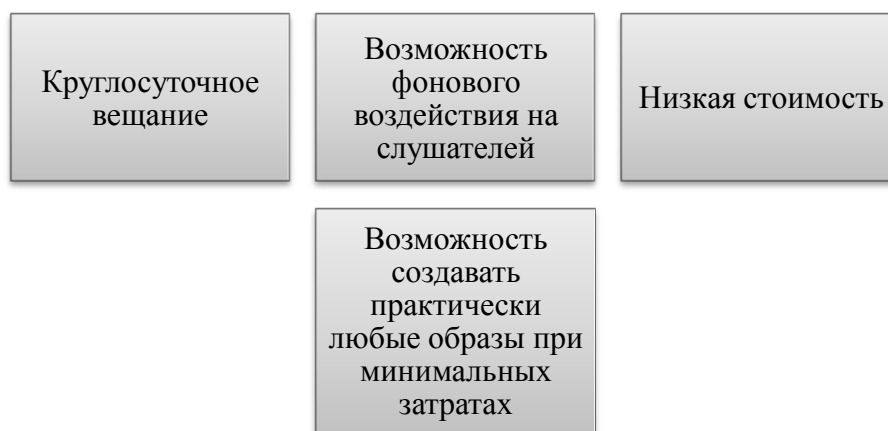 Круглосуточное
вещание
Возможность
фонового
воздействия на
слушателей
Низкая стоимость
Возможность
создавать
практически
любые образы при
минимальных
затратах